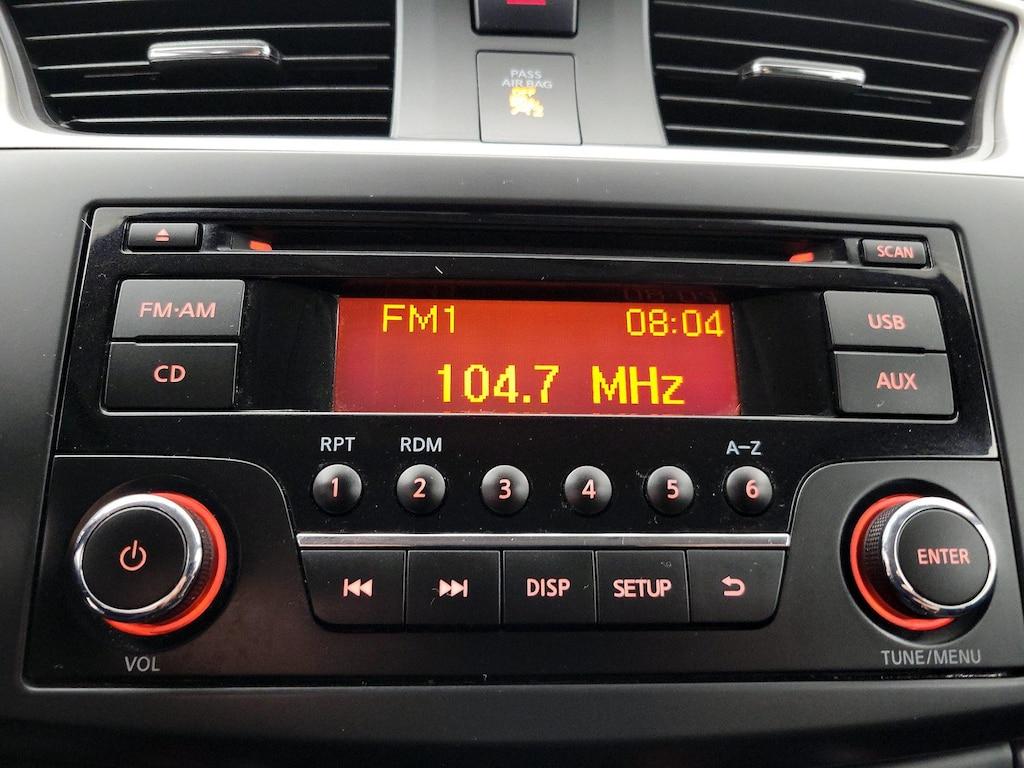 PASS
AIR BAG
SCAN
FM·AM
CD
FM1 08:04
104.7 MHz
USB
AUX
RPT RDM A-Z
1 2 3 4 5 6
DISP SETUP
ENTER
VOL
TUNE/MENU